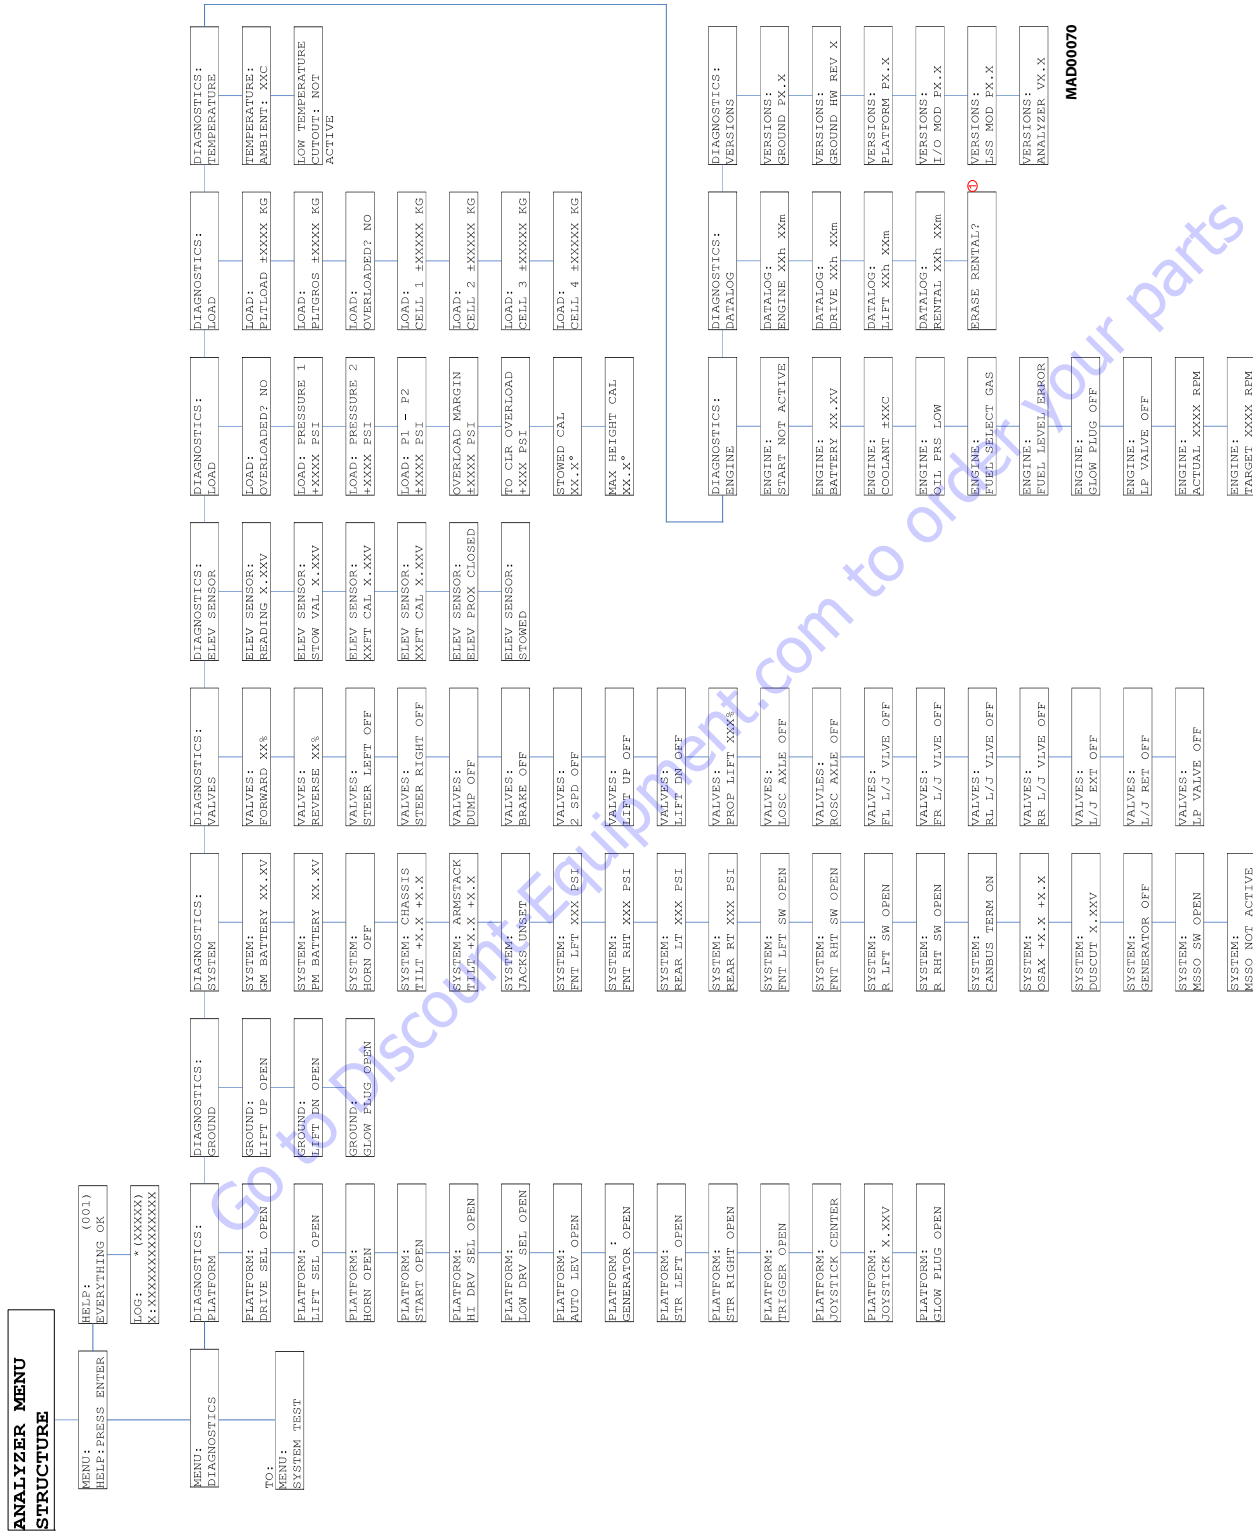 ANALYZER MENU
STRUCTURE
MENU:
HELP:PRESS ENTER
HELP: (001)
EVERYTHING OK
LOG: *(XXXXX)
X:XXXXXXXXXXXXXXX
MENU:
DIAGNOSTICS
TO:
MENU:
SYSTEM TEST
DIAGNOSTICS:
PLATFORM
PLATFORM:
DRIVE SEL OPEN
PLATFORM:
LIFT SEL OPEN
PLATFORM:
HORN OPEN
PLATFORM:
START OPEN
PLATFORM:
HI DRV SEL OPEN
PLATFORM:
LOW DRV SEL OPEN
PLATFORM:
AUTO LEV OPEN
PLATFORM :
GENERATOR OPEN
PLATFORM:
STR LEFT OPEN
PLATFORM:
STR RIGHT OPEN
PLATFORM:
TRIGGER OPEN
PLATFORM:
JOYSTICK CENTER
PLATFORM:
JOYSTICK X.XXV
PLATFORM:
GLOW PLUG OPEN
DIAGNOSTICS:
GROUND
GROUND:
LIFT UP OPEN
GROUND:
LIFT DN OPEN
GROUND:
GLOW PLUG OPEN
DIAGNOSTICS:
SYSTEM
SYSTEM:
GM BATTERY XX.XV
SYSTEM:
PM BATTERY XX.XV
SYSTEM:
HORN OFF
SYSTEM: CHASSIS
TILT +X.X +X.X
SYSTEM: ARMSTACK
TILT +X.X +X.X
SYSTEM:
JACKS UNSET
SYSTEM:
FNT LFT XXX PSI
SYSTEM:
FNT RHT XXX PSI
SYSTEM:
REAR LT XXX PSI
SYSTEM:
REAR RT XXX PSI
SYSTEM:
FNT LFT SW OPEN
SYSTEM:
FNT RHT SW OPEN
SYSTEM:
R LFT SW OPEN
SYSTEM:
R RHT SW OPEN
SYSTEM:
CANBUS TERM ON
SYSTEM:
OSAX +X.X +X.X
SYSTEM:
DUSCUT X.XXV
SYSTEM:
GENERATOR OFF
SYSTEM:
MSSO SW OPEN
SYSTEM:
MSSO NOT ACTIVE
DIAGNOSTICS:
VALVES
VALVES:
FORWARD XX%
VALVES:
REVERSE XX%
VALVES:
STEER LEFT OFF
VALVES:
STEER RIGHT OFF
VALVES:
DUMP OFF
VALVES:
BRAKE OFF
VALVES:
2 SPD OFF
VALVES:
LIFT UP OFF
VALVES:
LIFT DN OFF
VALVES:
PROP LIFT XXX%
VALVES:
LOSC AXLE OFF
VALVLES:
ROSC AXLE OFF
VALVES:
FL L/J VLVE OFF
VALVES:
FR L/J VLVE OFF
VALVES:
RL L/J VLVE OFF
VALVES:
RR L/J VLVE OFF
VALVES:
L/J EXT OFF
VALVES:
L/J RET OFF
VALVES:
LP VALVE OFF
DIAGNOSTICS:
ELEV SENSOR
ELEV SENSOR:
READING X.XXV
ELEV SENSOR:
STOW VAL X.XXV
ELEV SENSOR:
XXFT CAL X.XXV
ELEV SENSOR:
XXFT CAL X.XXV
ELEV SENSOR:
ELEV PROX CLOSED
ELEV SENSOR:
STOWED
DIAGNOSTICS:
LOAD
LOAD:
OVERLOADED? NO
LOAD: PRESSURE 1
+XXXX PSI
LOAD: PRESSURE 2
+XXXX PSI
LOAD: P1 - P2
±XXXX PSI
OVERLOAD MARGIN
±XXXX PSI
TO CLR OVERLOAD
+XXX PSI
STOWED CAL
XX.X°
MAX HEIGHT CAL
XX.X°
DIAGNOSTICS:
LOAD
LOAD:
PLTLOAD ±XXXXX KG
LOAD:
PLTGROS ±XXXXX KG
LOAD:
OVERLOADED? NO
LOAD:
CELL 1 ±XXXXX KG
LOAD:
CELL 2 ±XXXXX KG
LOAD:
CELL 3 ±XXXXX KG
LOAD:
CELL 4 ±XXXXX KG
DIAGNOSTICS:
TEMPERATURE
TEMPERATURE:
AMBIENT: XXC
LOW TEMPERATURE
CUTOUT: NOT
ACTIVE
DIAGNOSTICS:
ENGINE
ENGINE:
START NOT ACTIVE
ENGINE:
BATTERY XX.XV
ENGINE:
COOLANT ±XXC
ENGINE:
OIL PRS LOW
ENGINE:
FUEL SELECT GAS
ENGINE:
FUEL LEVEL ERROR
ENGINE:
GLOW PLUG OFF
ENGINE:
LP VALVE OFF
ENGINE:
ACTUAL XXXX RPM
ENGINE:
TARGET XXXX RPM
DIAGNOSTICS:
DATALOG
DATALOG:
ENGINE XXh XXm
DATALOG:
DRIVE XXh XXm
DATALOG:
LIFT XXh XXm
DATALOG:
RENTAL XXh XXm
ERASE RENTAL?
1
DIAGNOSTICS:
VERSIONS
VERSIONS:
GROUND PX.X
VERSIONS:
GROUND HW REV X
VERSIONS:
PLATFORM PX.X
VERSIONS:
I/O MOD PX.X
VERSIONS:
LSS MOD PX.X
VERSIONS:
ANALYZER VX.X
MAD00070
Go to Discount-Equipment.com to order your parts